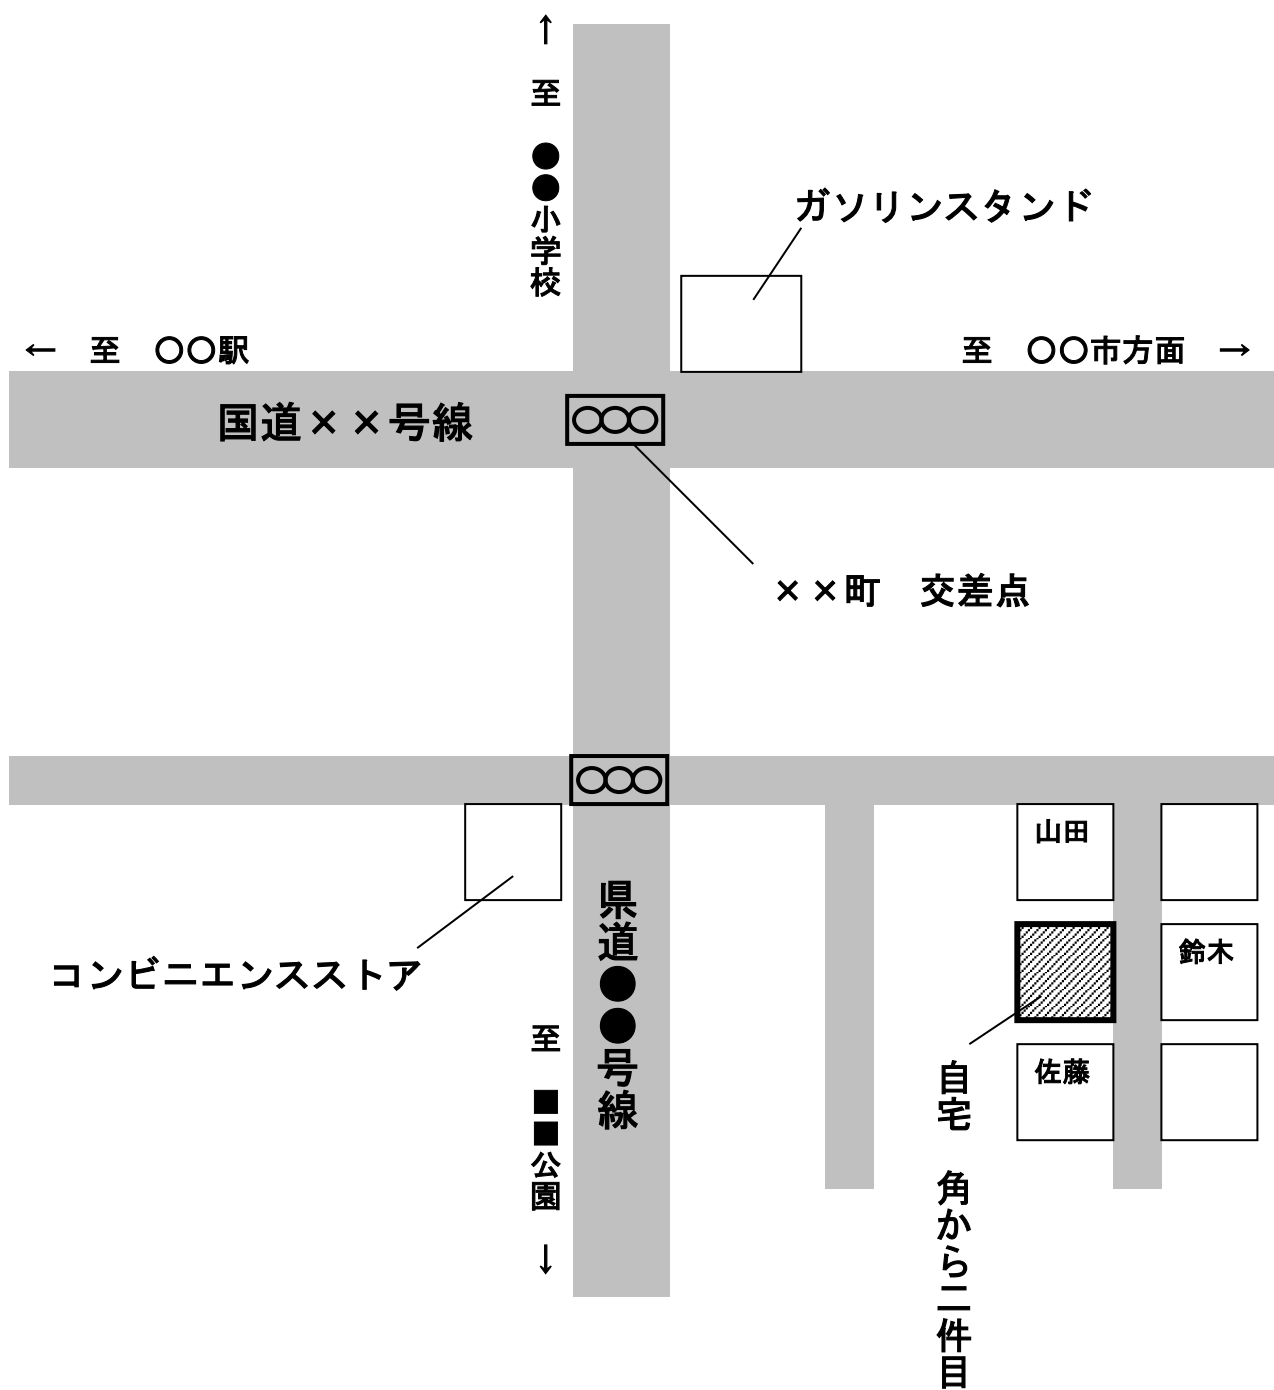 ↑　至　●●小学校
ガソリンスタンド
←　至　〇〇駅
至　〇〇市方面　→
国道××号線
××町　交差点
山田
県道●●号線
鈴木
コンビニエンスストア
至　■■公園　↓
佐藤
自宅　角から二件目